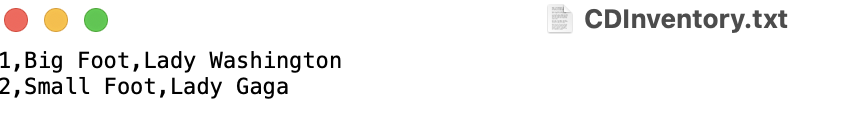 CDInventory.txt
1,Big Foot,Lady Washington
2,Small Foot,Lady Gaga